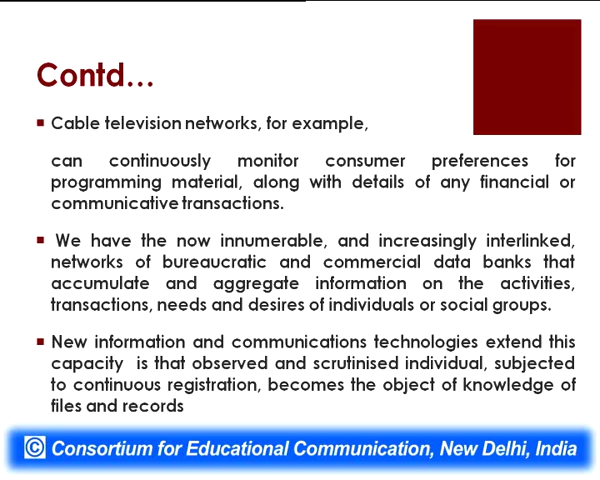 Contd...
▪ Cable television networks, for example,
can continuously monitor consumer preferences for
programming material, along with details of any financial or
communicative transactions.
▪ We have the now innumerable, and increasingly interlinked,
networks of bureaucratic and commercial data banks that
accumulate and aggregate information on the activities,
transactions, needs and desires of individuals or social groups.
▪ New information and communications technologies extend this
capacity is that observed and scrutinised individual, subjected
to continuous registration, becomes the object of knowledge of
files and records
© Consortium for Educational Communication, New Delhi, India